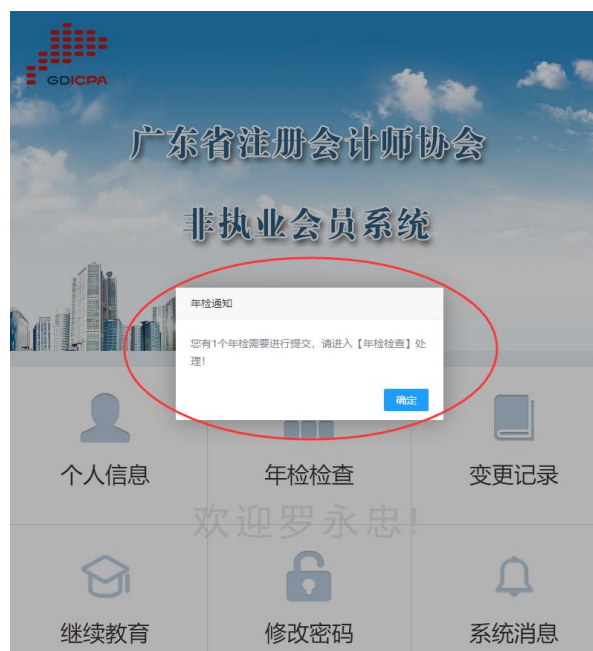 GDICPA
广东省注册会计师协会
非执业会员系统
年检通知
您有1个年检需要进行提交，请进入【年检检查】处
理！
确定
个人信息
年检检查
变更记录
欢迎罗永忠！
继续教育
修改密码
系统消息